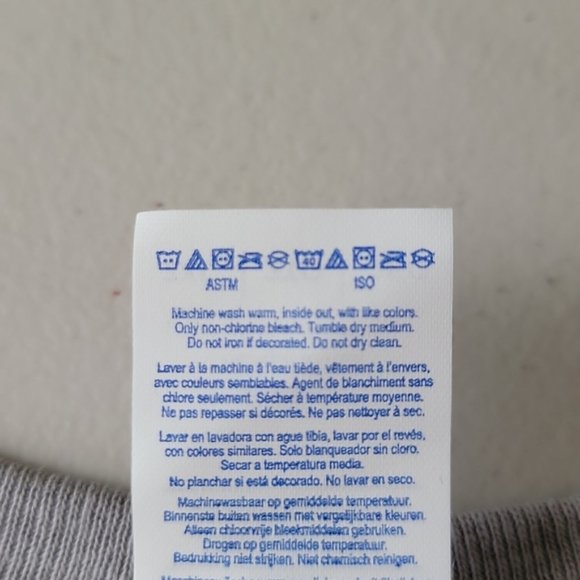 40
ASTM ISO
Machine wash warm, inside out, with like colors.
Only non-chlorine bleach. Tumble dry medium.
Do not iron if decorated. Do not dry clean.
Laver à la machine à l'eau tiède, vêtement à l'envers,
avec couleurs semblables. Agent de blanchiment sans
chlore seulement. Sécher à température moyenne.
Ne pas repasser si décorés. Ne pas nettoyer à sec.
Lavar en lavadora con agua tibia, lavar por el revés,
con colores similares. Solo blanqueador sin cloro.
Secar a temperatura media.
No planchar si está decorado. No lavar en seco.
Machinewasbaar op gemiddelde temperatuur.
Binnenste buiten wassen met vergelijkbare kleuren.
Alleen chloorvrije bleekmiddelen gebruiken.
Drogen op gemiddelde temperatuur.
Bedrukking niet strijken. Niet chemisch reinigen.